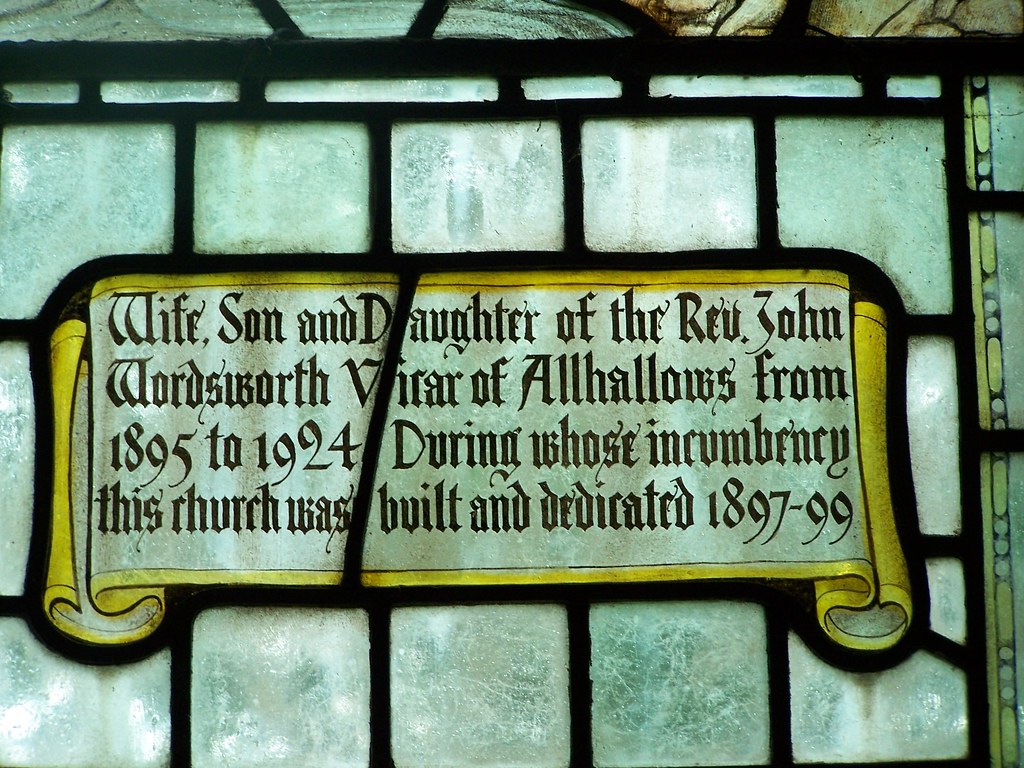 Wife, Son and Daughter of the Rev. John
Wordsworth Vicar of Allhallows from
1895 to 1924 During whose incumbency
this church was built and dedicated 1897-99